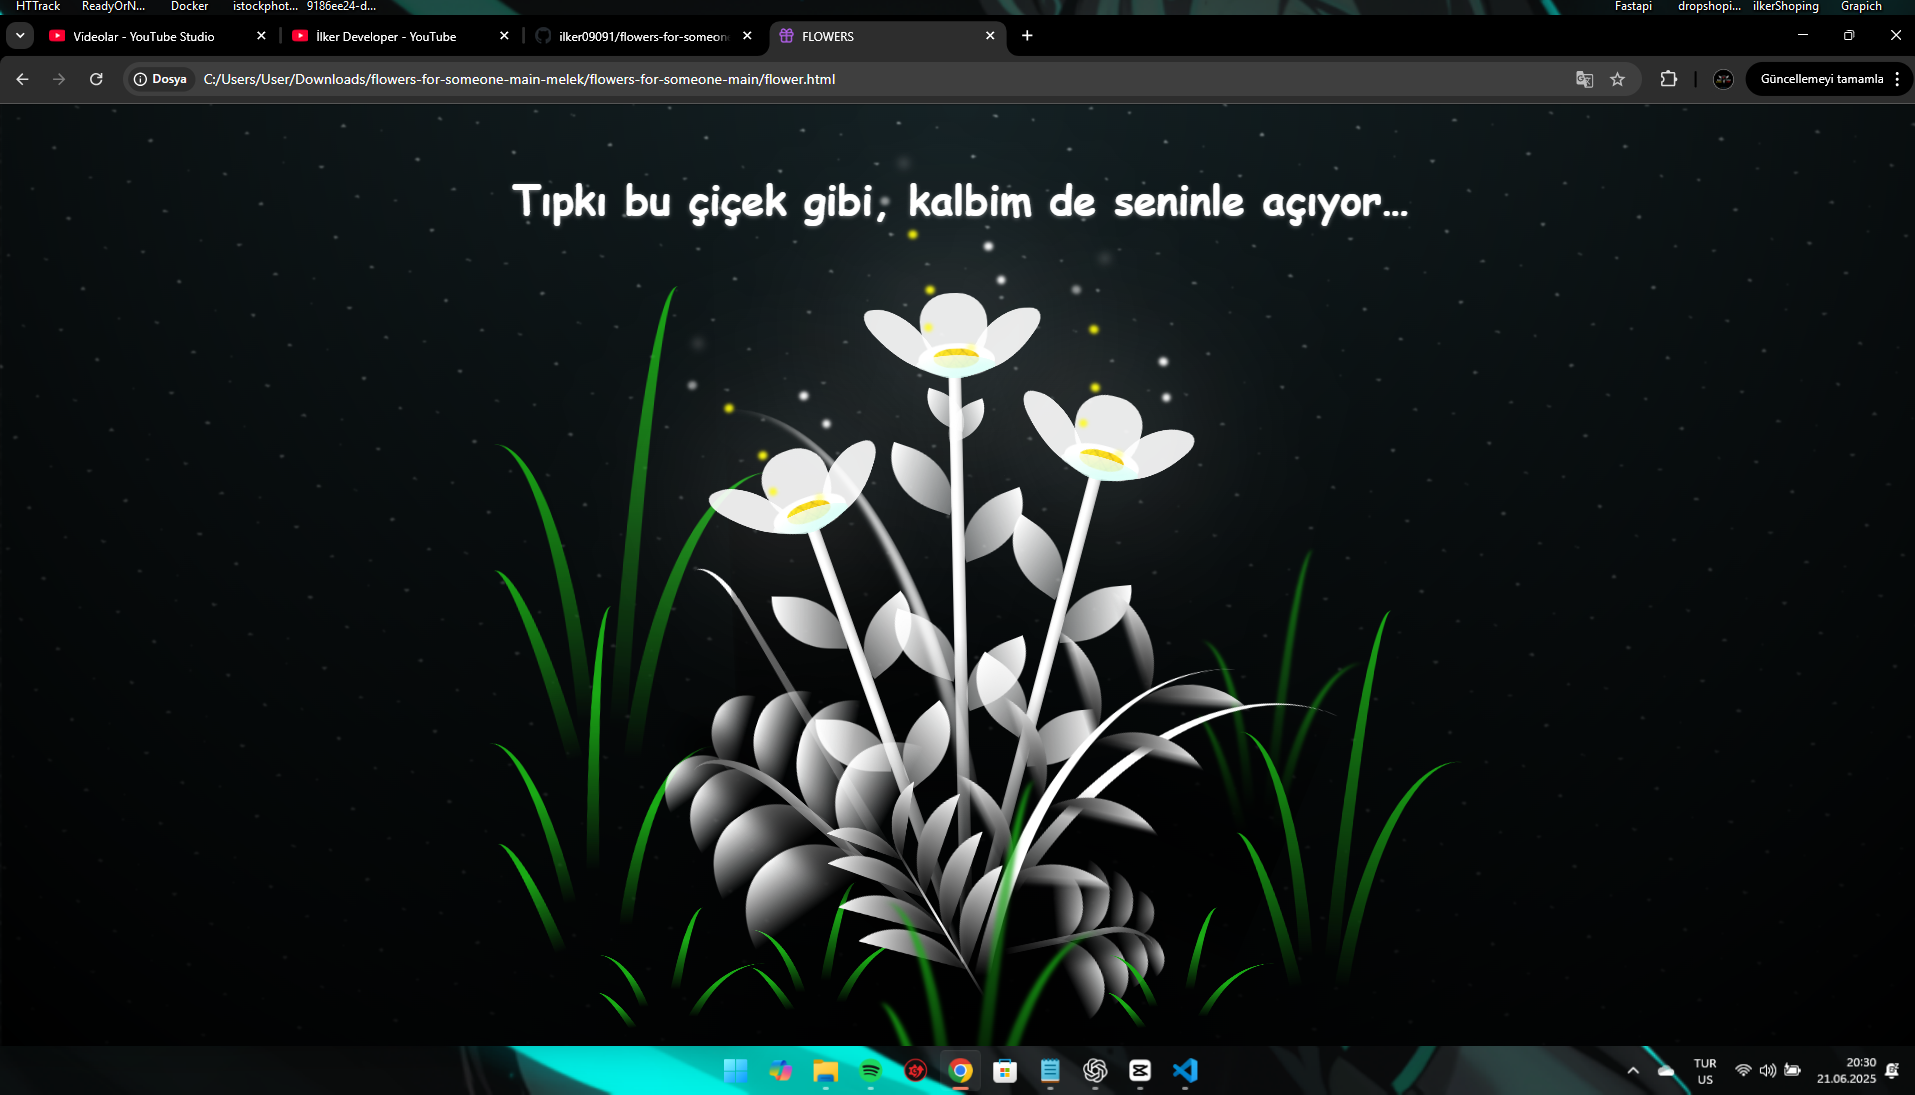 HTTrack ReadyOrN... Docker istockphot... 9186ee24-d... Fastapi dropshopi... ilkerShoping Grapich
Videolar - YouTube Studio İlker Developer - YouTube ilker09091/flowers-for-someon FLOWERS
Dosya C:/Users/User/Downloads/flowers-for-someone-main-melek/flowers-for-someone-main/flower.html Güncellemeyi tamamla
Tıpkı bu çiçek gibi, kalbim de seninle açıyor...
TUR 20:30
US 21.06.2025